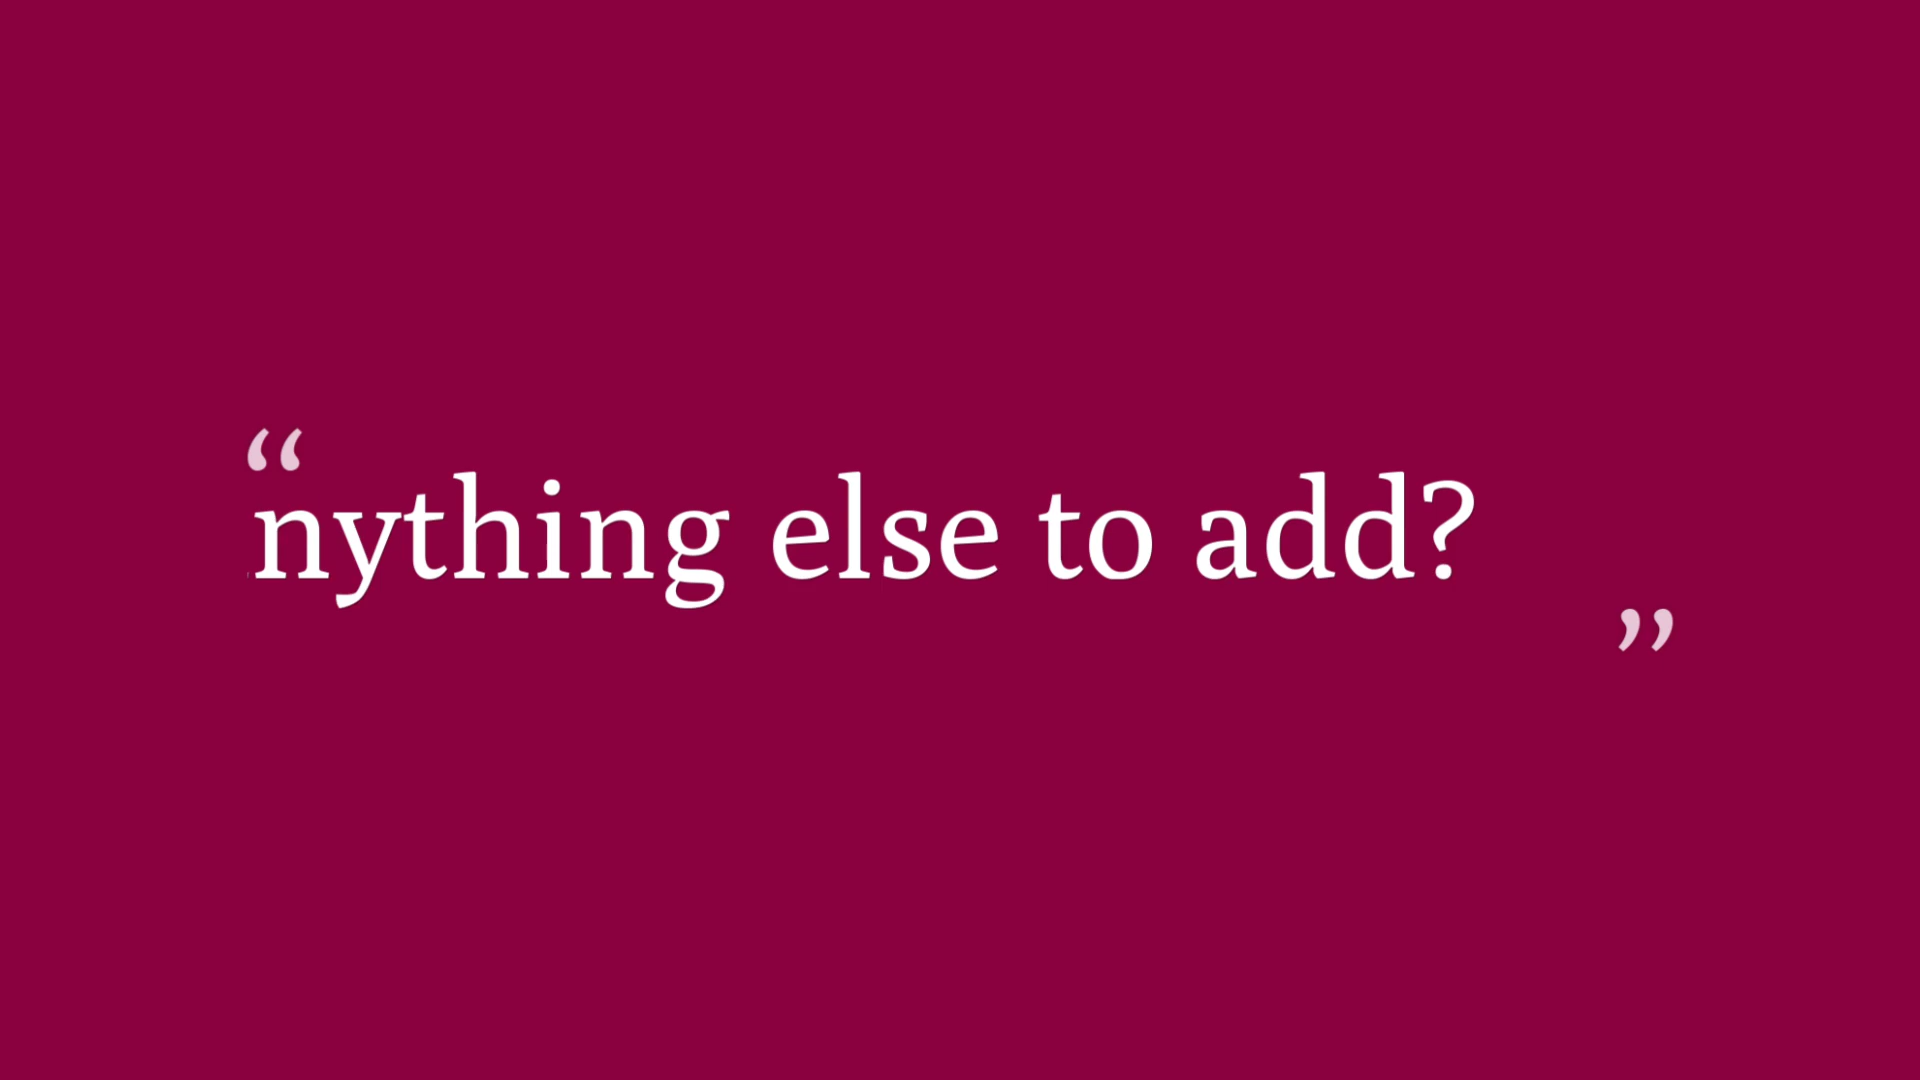 “
nything else to add?
”